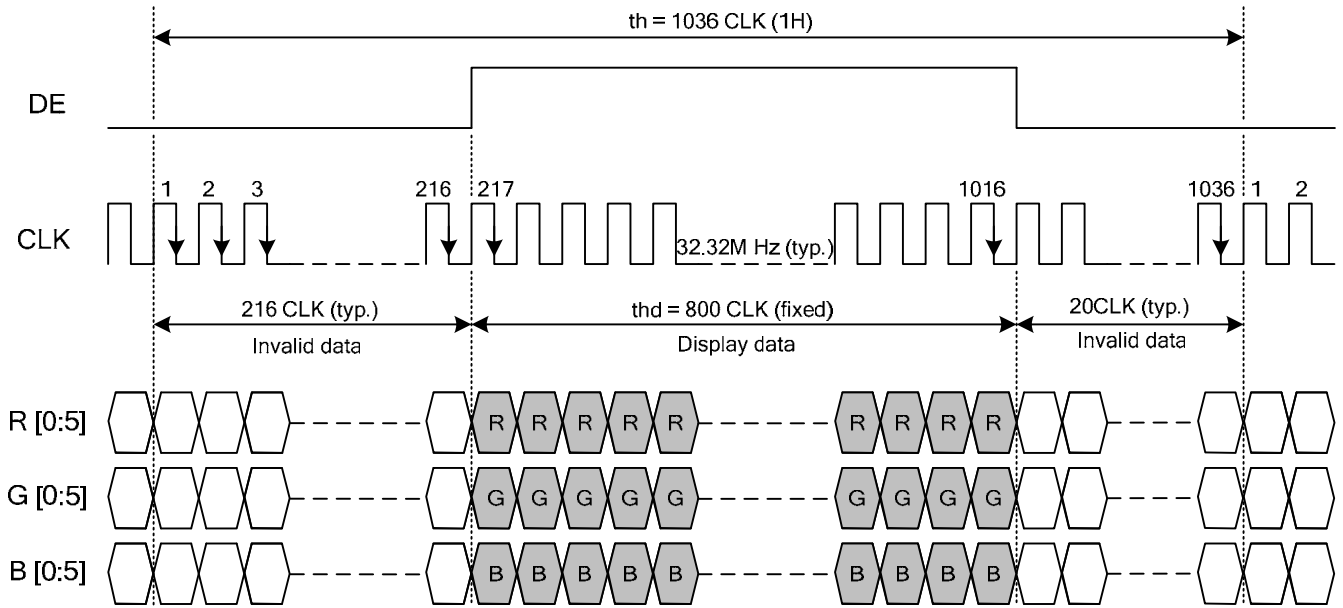 th = 1036 CLK (1H)
DE
1 2 3 216 217 1016 1036 1 2
CLK
32.32M Hz (typ.)
216 CLK (typ.) thd = 800 CLK (fixed) 20CLK (typ.)
Invalid data Display data Invalid data
R [0:5] R R R R R R R R R
G [0:5] G G G G G G G G G
B [0:5] B B B B B B B B B